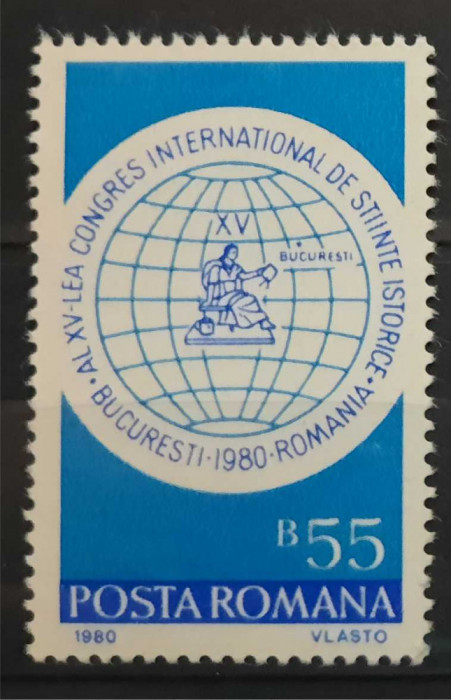 • AL XV-LEA CONGRES INTERNATIONAL DE STIINTE ISTORICE •
BUCURESTI · 1980 · ROMANIA
XV
BUCURESTI
B 55
POSTA ROMANA
1980 VLASTO